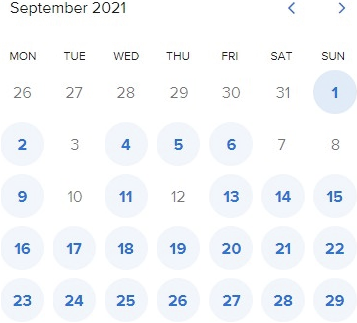 September 2021
MON TUE WED THU FRI SAT SUN
26 27 28 29 30 31 1
2 3 4 5 6 7 8
9 10 11 12 13 14 15
16 17 18 19 20 21 22
23 24 25 26 27 28 29